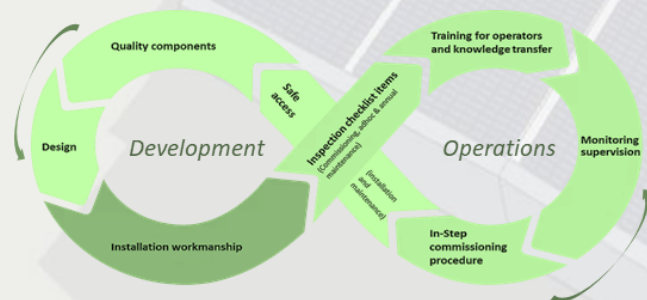 Quality components
Design
Development
Installation workmanship
Safe
access
(installation
and
maintenance)
Inspection checklist items
(Commissioning, adhoc & annual
maintenance)
Training for operators
and knowledge transfer
Operations
Monitoring
supervision
In-Step
commissioning
procedure